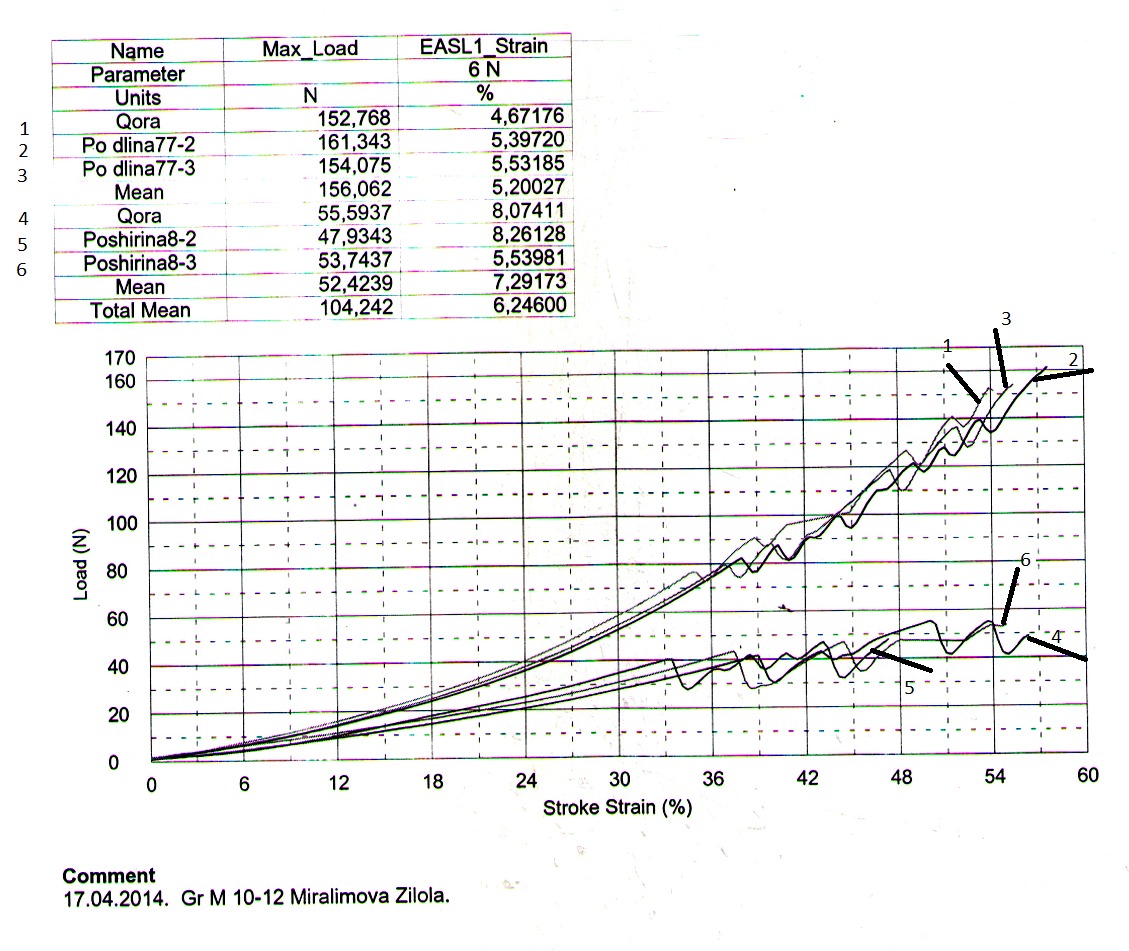 Name Max_Load EASL1_Strain
Parameter 6 N
Units N %
1 Qora 152,768 4,67176
2 Po dlina77-2 161,343 5,39720
3 Po dlina77-3 154,075 5,53185
Mean 156,062 5,20027
4 Qora 55,5937 8,07411
5 Poshirina8-2 47,9343 8,26128
6 Poshirina8-3 53,7437 5,53981
Mean 52,4239 7,29173
Total Mean 104,242 6,24600
3
1
2
170
160
140
120
100
80
60
40
20
0
Load (N)
6
4
5
0 6 12 18 24 30 36 42 48 54 60
Stroke Strain (%)
Comment
17.04.2014. Gr M 10-12 Miralimova Zilola.